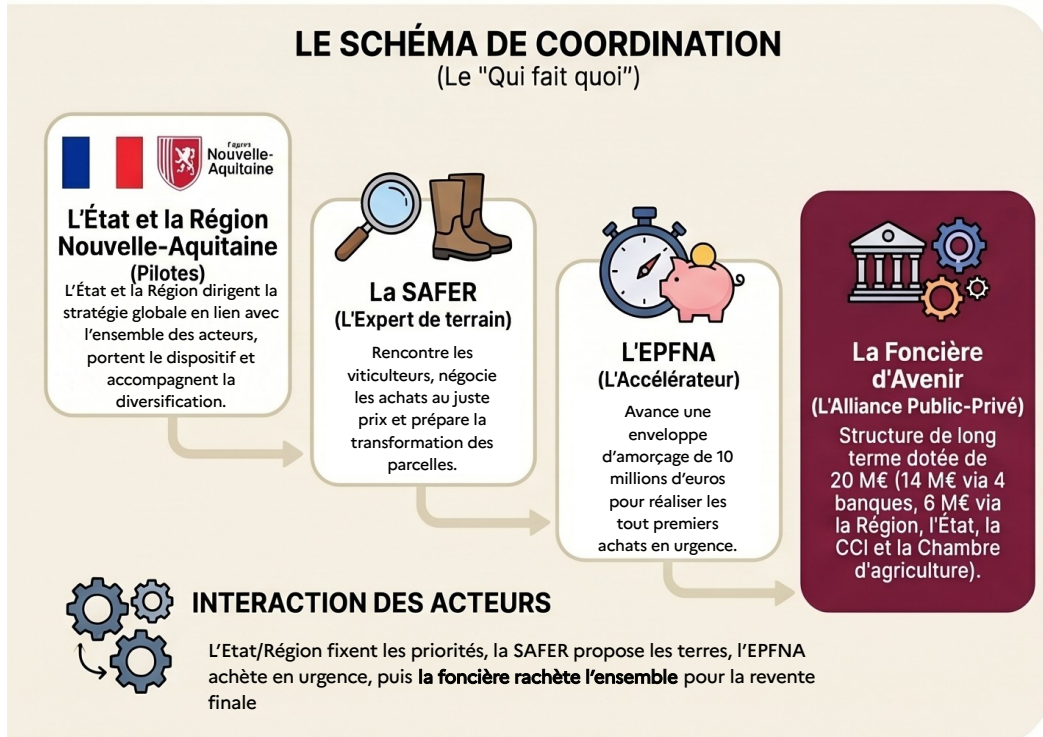 LE SCHÉMA DE COORDINATION
(Le "Qui fait quoi”)
Nouvelle-
Aquitaine
L'État et la Région
Nouvelle-Aquitaine
(Pilotes)
L’État et la Région dirigent la
stratégie globale en lien avec
l’ensemble des acteurs,
portent le dispositif et
accompagnent la
diversification.
La SAFER
(L'Expert de terrain)
Rencontre les
viticulteurs, négocie
les achats au juste
prix et prépare la
transformation des
parcelles.
L'EPFNA
(L'Accélérateur)
Avance une
enveloppe
d’amorçage de 10
millions d’euros
pour réaliser les
tout premiers
achats en urgence.
La Foncière
d'Avenir
(L'Alliance Public-Privé)
Structure de long
terme dotée de
20 M€ (14 M€ via 4
banques, 6 M€ via
la Région, l'État, la
CCI et la Chambre
d'agriculture).
INTERACTION DES ACTEURS
L’Etat/Région fixent les priorités, la SAFER propose les terres, l’EPFNA
achète en urgence, puis la foncière rachète l’ensemble pour la revente
finale